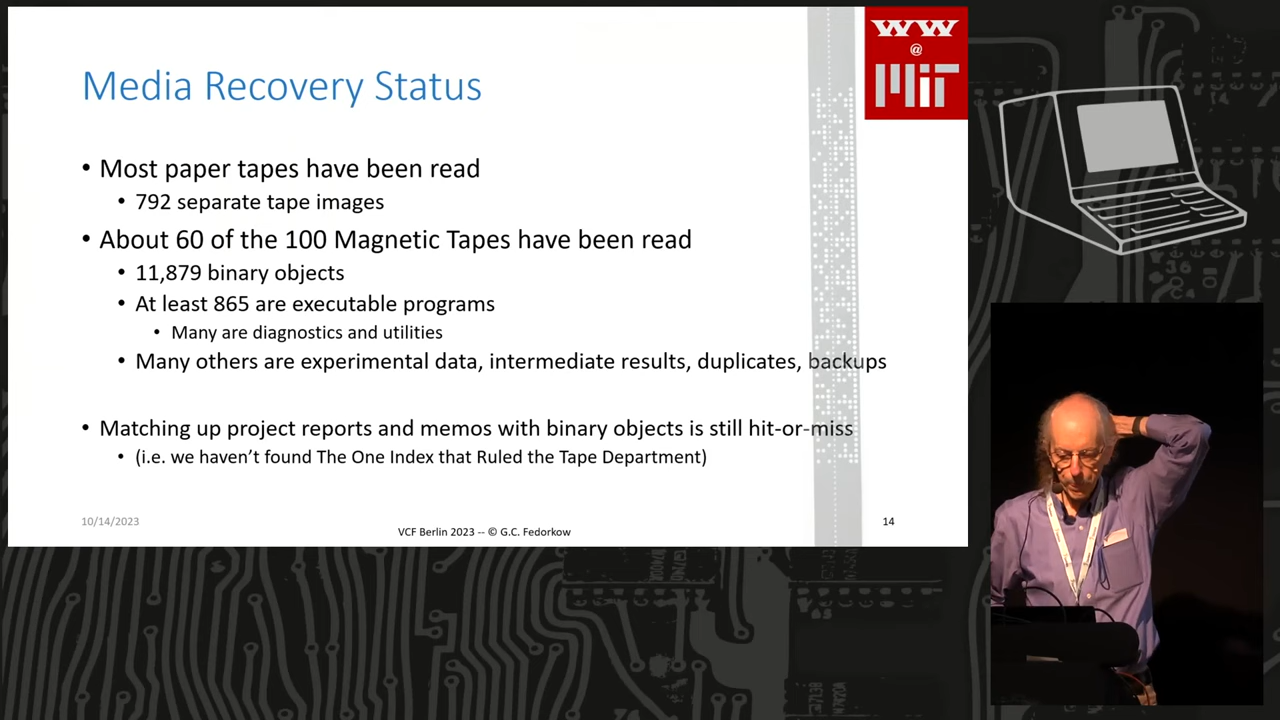 Media Recovery Status
WW
@
MIT
• Most paper tapes have been read
• 792 separate tape images
• About 60 of the 100 Magnetic Tapes have been read
• 11,879 binary objects
• At least 865 are executable programs
• Many are diagnostics and utilities
• Many others are experimental data, intermediate results, duplicates, backups
• Matching up project reports and memos with binary objects is still hit-or-miss
• (i.e. we haven’t found The One Index that Ruled the Tape Department)
10/14/2023
VCF Berlin 2023 -- © G.C. Fedorkow
14